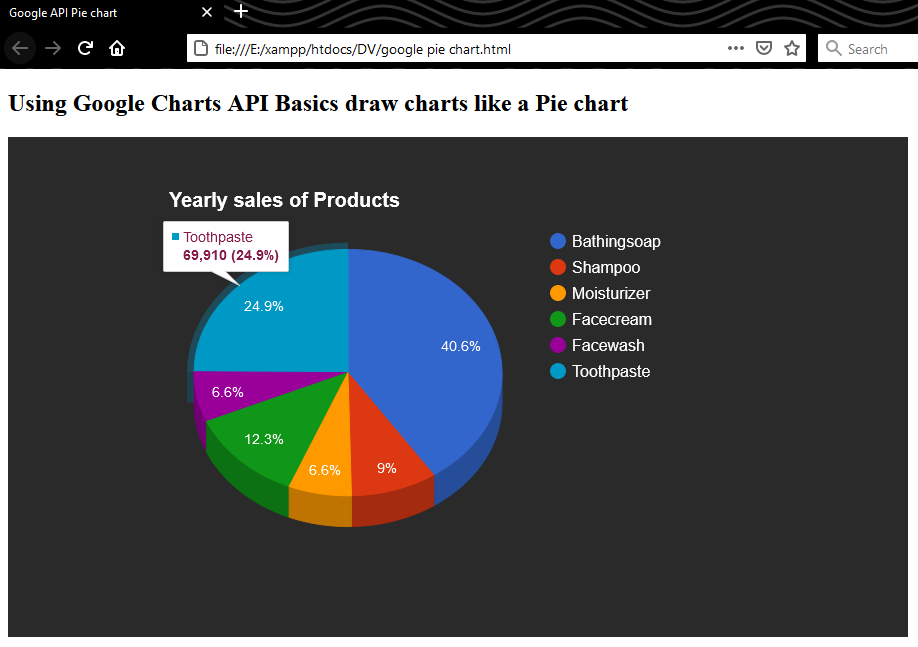 Google API Pie chart
file:///E:/xampp/htdocs/DV/google pie chart.html
Search
Using Google Charts API Basics draw charts like a Pie chart
Yearly sales of Products
Toothpaste
69,910 (24.9%)
24.9%
40.6%
6.6%
12.3%
6.6%
9%
Bathingsoap
Shampoo
Moisturizer
Facecream
Facewash
Toothpaste